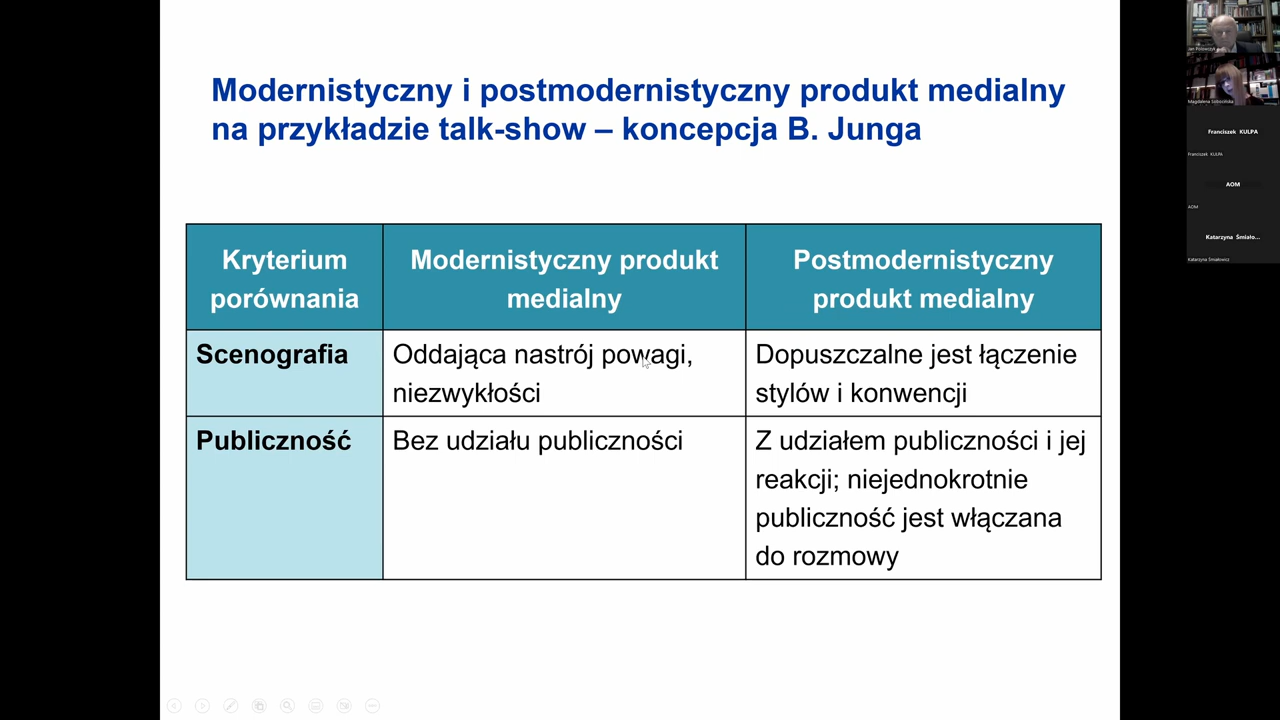 Modernistyczny i postmodernistyczny produkt medialny
na przykładzie talk-show – koncepcja B. Junga
Kryterium
porównania
Modernistyczny produkt
medialny
Postmodernistyczny
produkt medialny
Scenografia
Oddająca nastrój powagi,
niezwykłości
Dopuszczalne jest łączenie
stylów i konwencji
Publiczność
Bez udziału publiczności
Z udziałem publiczności i jej
reakcji; niejednokrotnie
publiczność jest włączana
do rozmowy
Magdalena Sobocińska
Franciszek KULPA
Franciszek KULPA
AOM
AOM
Katarzyna Śmiało...
Katarzyna Śmiałowicz